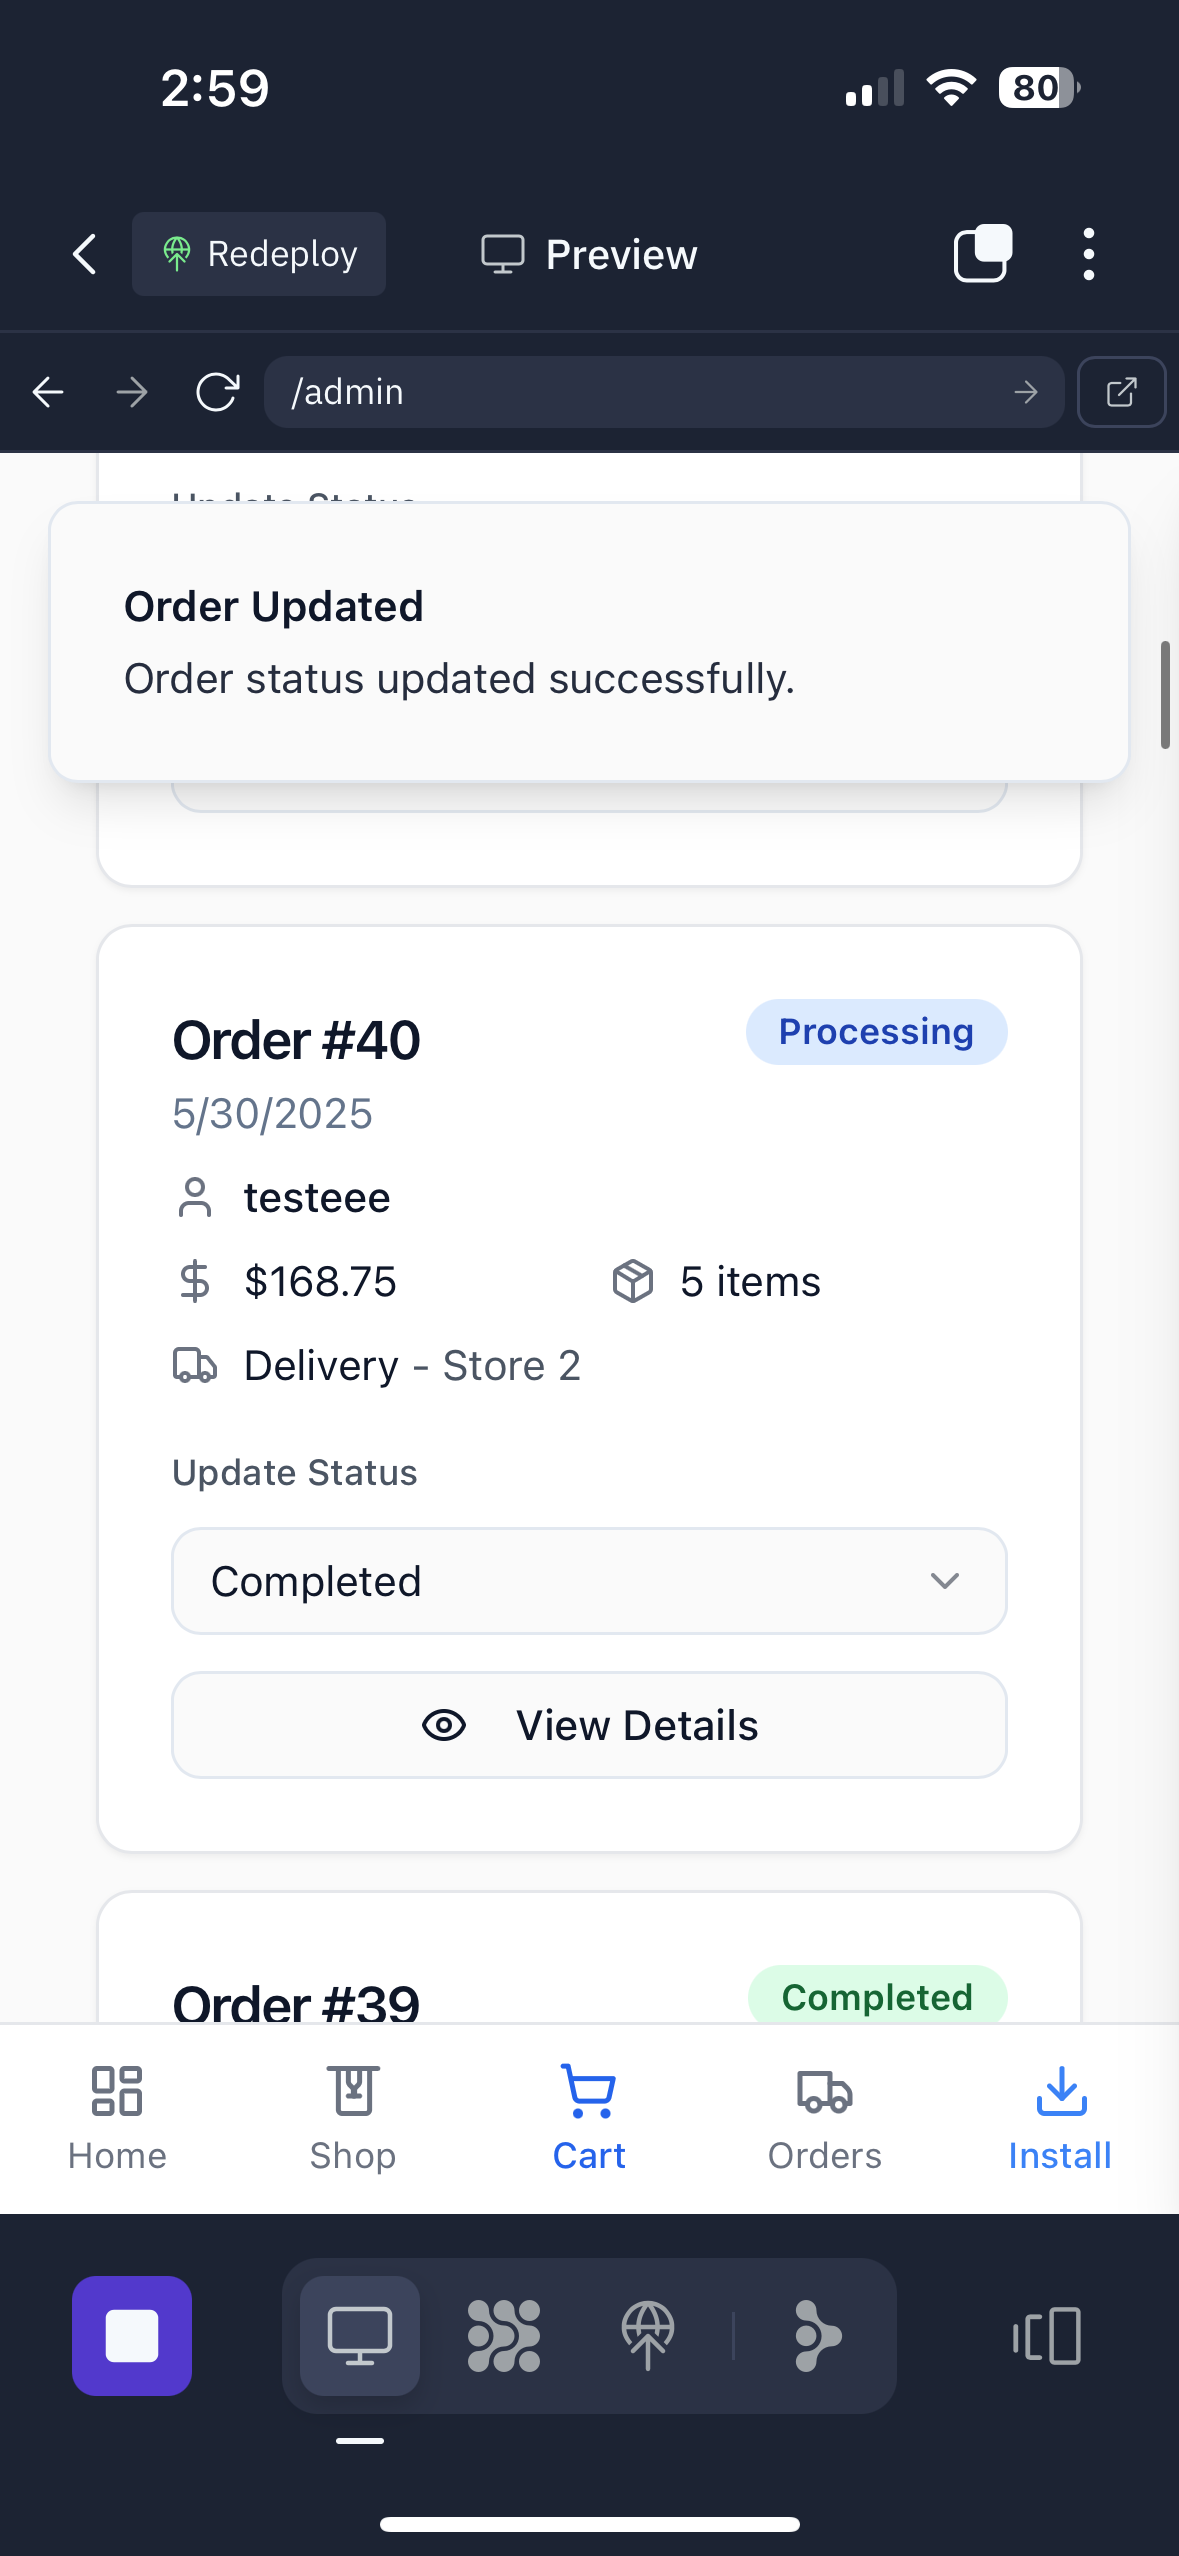 2:59
80
Redeploy
Preview
/admin
Update Status
Order Updated
Order status updated successfully.
Order #40
Processing
5/30/2025
testeee
$168.75
5 items
Delivery - Store 2
Update Status
Completed
View Details
Order #39
Completed
Home
Shop
Cart
Orders
Install